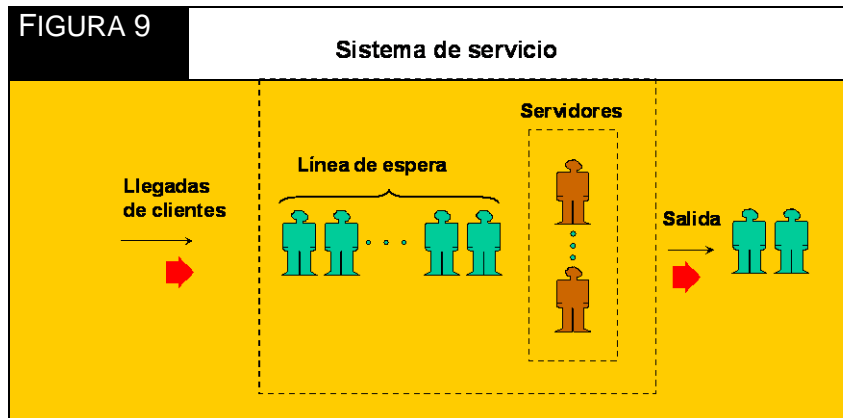 FIGURA 9
Sistema de servicio
Servidores
Línea de espera
Llegadas
de clientes
Salida